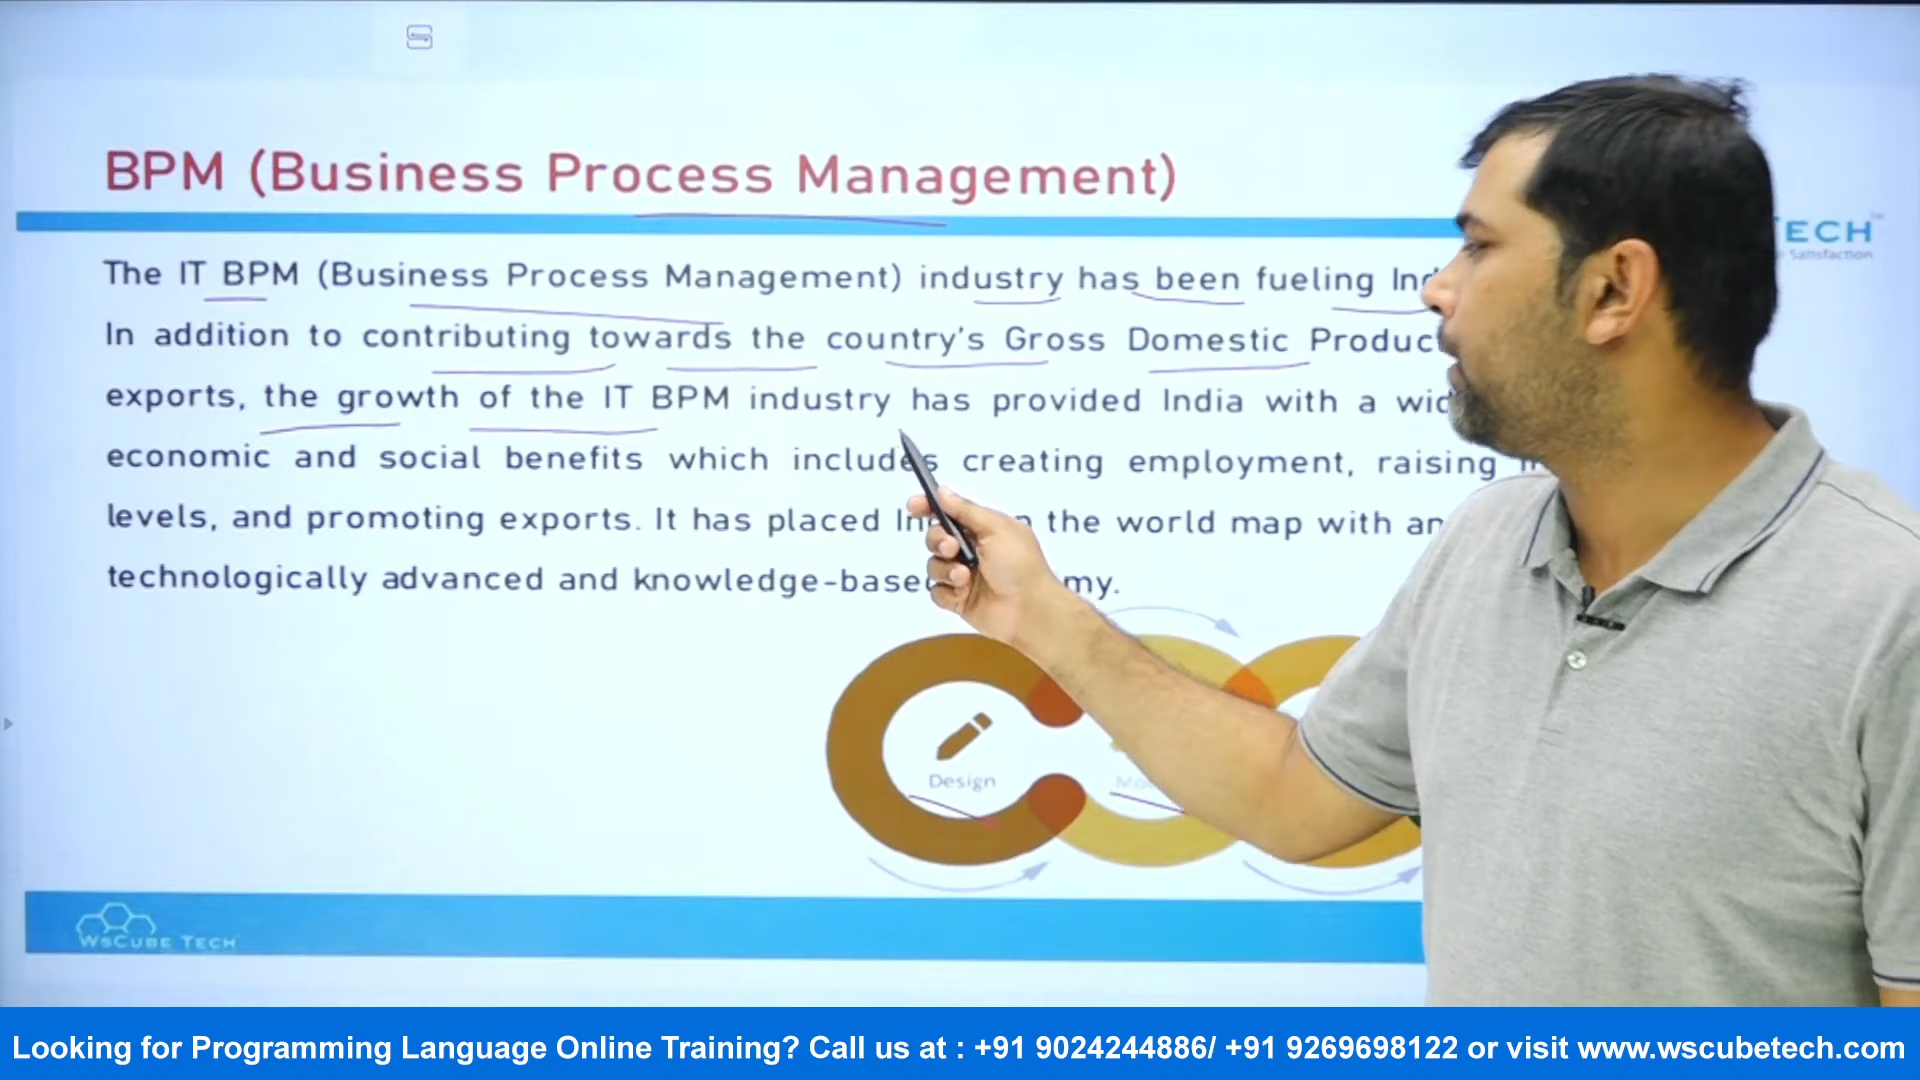 BPM (Business Process Management)
ECH
Satisfaction
The IT BPM (Business Process Management) industry has been fueling
In addition to contributing towards the country's Gross Domestic
exports, the growth of the IT BPM industry has provided India with a
economic and social benefits which includes creating employment, raising
levels, and promoting exports. It has placed the world map with
technologically advanced and knowledge-based
Design
WsCube Tech
Looking for Programming Language Online Training? Call us at : +91 9024244886/ +91 9269698122 or visit www.wscubetech.com